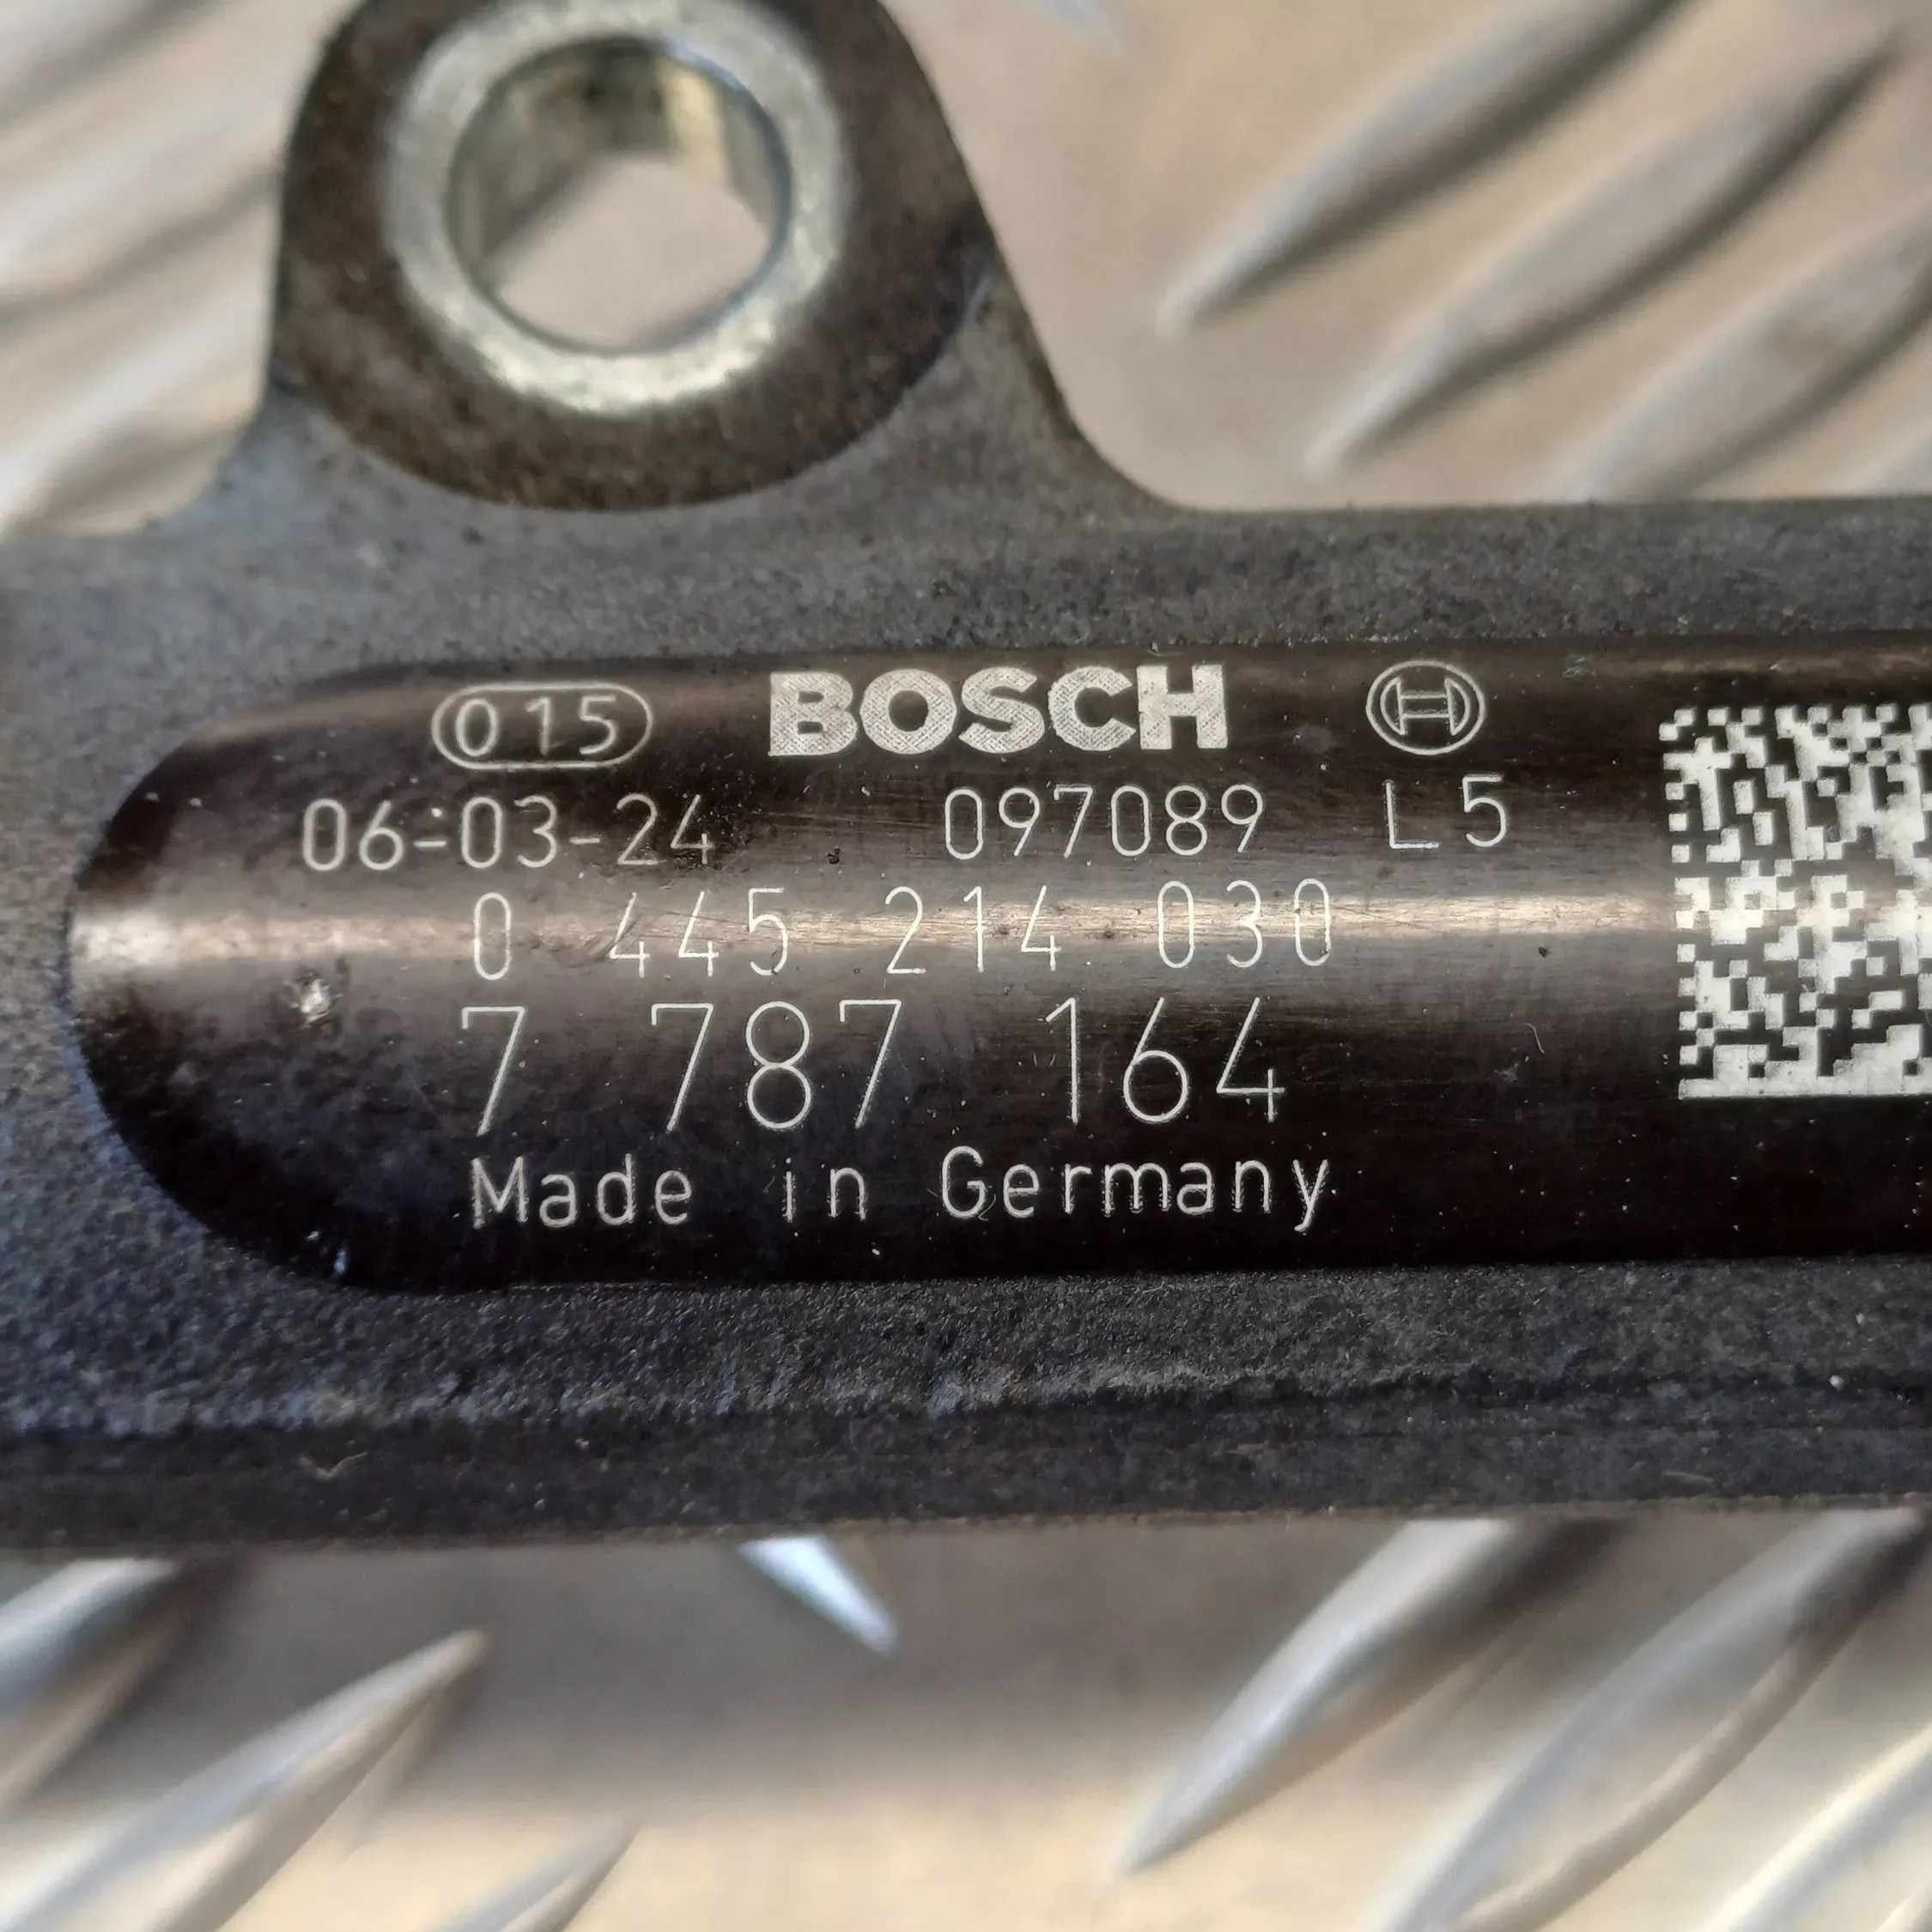 015 BOSCH
06-03-24 097089 L5
0 445 214 030
7 787 164
Made in Germany